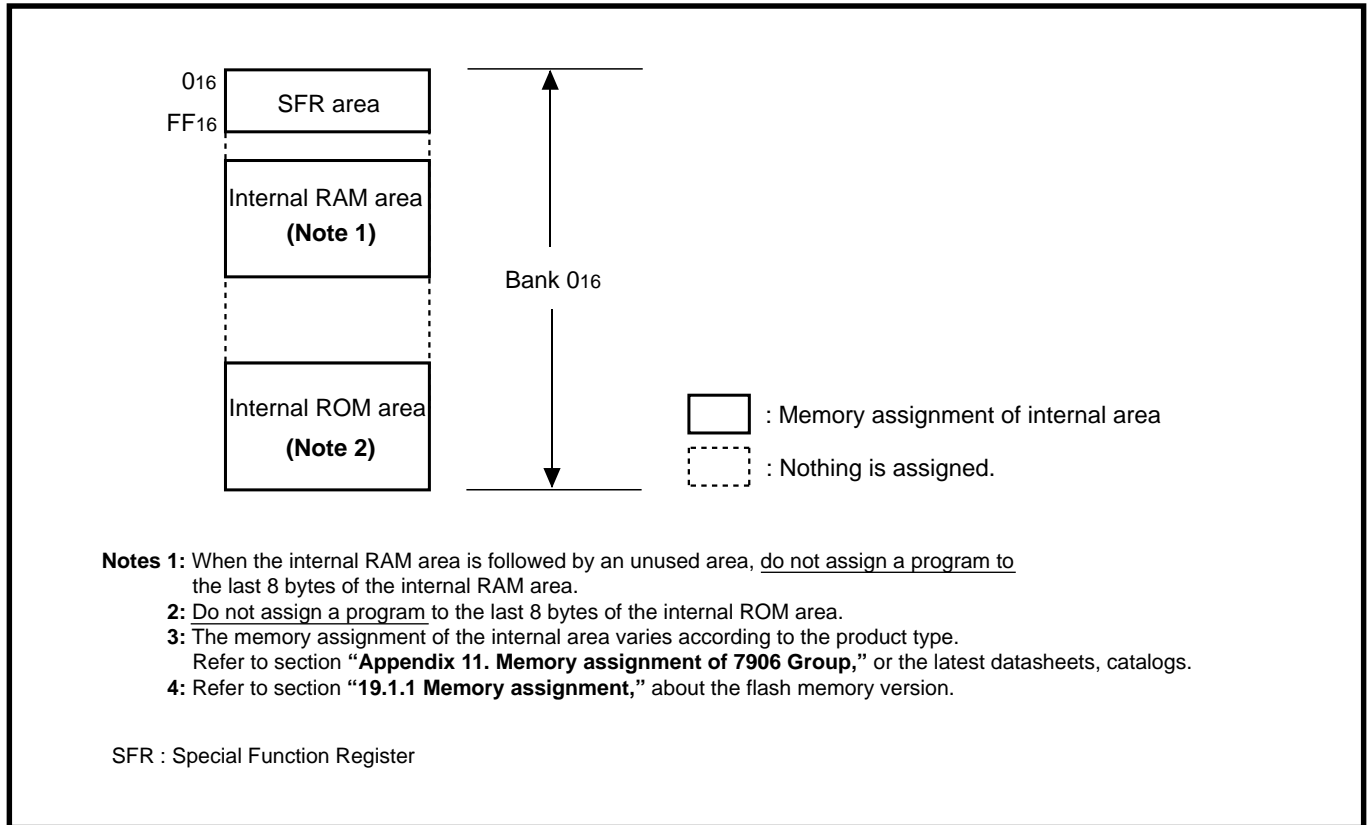 016
SFR area
FF16
Internal RAM area
(Note 1)
Bank 016
Internal ROM area
(Note 2)
: Memory assignment of internal area
: Nothing is assigned.
Notes 1: When the internal RAM area is followed by an unused area, do not assign a program to
the last 8 bytes of the internal RAM area.
2: Do not assign a program to the last 8 bytes of the internal ROM area.
3: The memory assignment of the internal area varies according to the product type.
Refer to section “Appendix 11. Memory assignment of 7906 Group,” or the latest datasheets, catalogs.
4: Refer to section “19.1.1 Memory assignment,” about the flash memory version.
SFR : Special Function Register